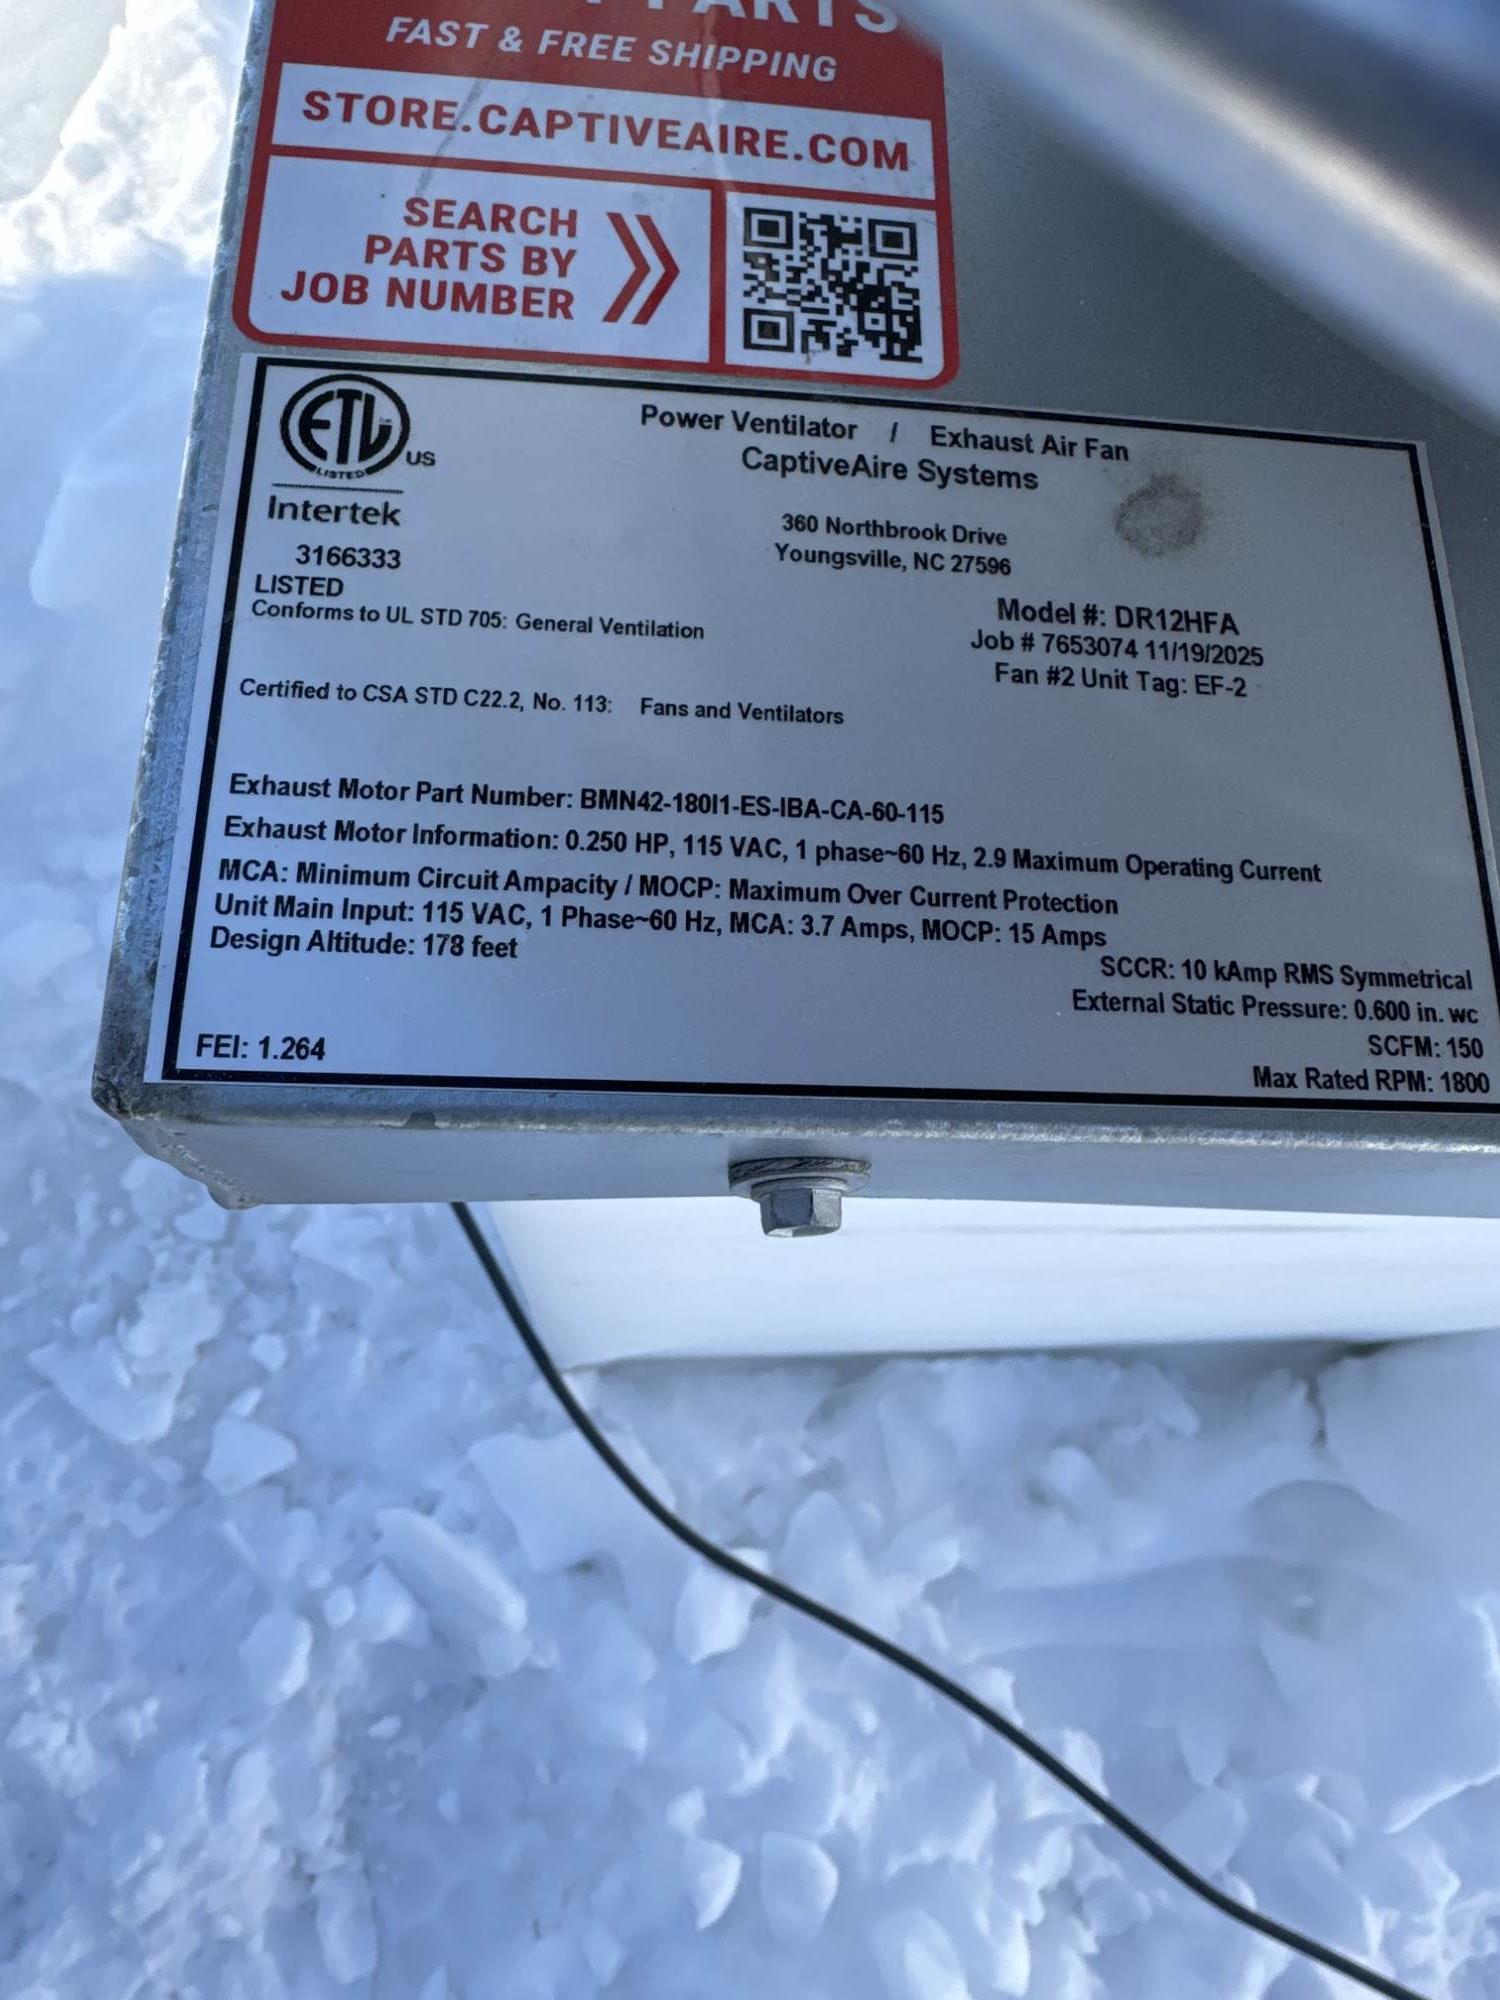 PARTS
FAST & FREE SHIPPING
STORE.CAPTIVEAIRE.COM
SEARCH
PARTS BY
JOB NUMBER
ETL
LISTED
US
Intertek
3166333
LISTED
Conforms to UL STD 705: General Ventilation
Certified to CSA STD C22.2, No. 113: Fans and Ventilators
Power Ventilator / Exhaust Air Fan
CaptiveAire Systems
360 Northbrook Drive
Youngsville, NC 27596
Model #: DR12HFA
Job # 7653074 11/19/2025
Fan #2 Unit Tag: EF-2
Exhaust Motor Part Number: BMN42-180I1-ES-IBA-CA-60-115
Exhaust Motor Information: 0.250 HP, 115 VAC, 1 phase~60 Hz, 2.9 Maximum Operating Current
MCA: Minimum Circuit Ampacity / MOCP: Maximum Over Current Protection
Unit Main Input: 115 VAC, 1 Phase~60 Hz, MCA: 3.7 Amps, MOCP: 15 Amps
Design Altitude: 178 feet
SCCR: 10 kAmp RMS Symmetrical
External Static Pressure: 0.600 in. wc
SCFM: 150
Max Rated RPM: 1800
FEI: 1.264